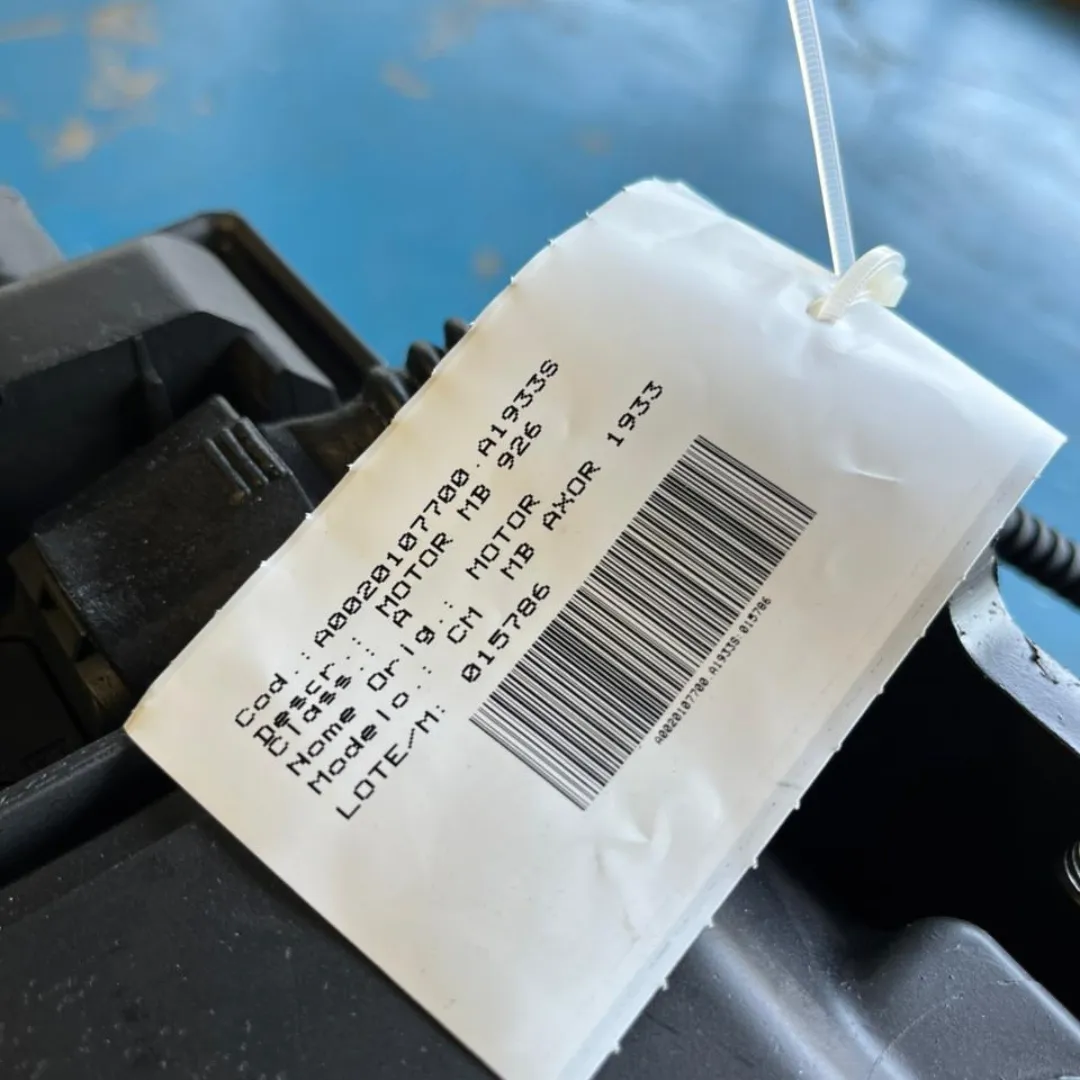 Cod.: A0020107700.A1933S
Descr.: MOTOR MB 926
Classs.: A
Nome Orig.: MOTOR
Modelo.: CM MB AXOR 1933
LOTE/M: 015786
A0020107700.A1933S:015786